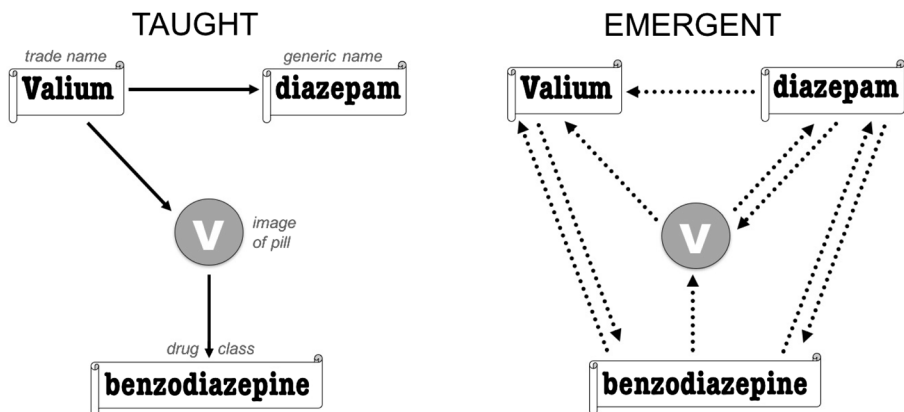 TAUGHT
trade name
generic name
Valium
diazepam
V
image
of pill
drug class
benzodiazepine
EMERGENT
Valium
diazepam
V
benzodiazepine